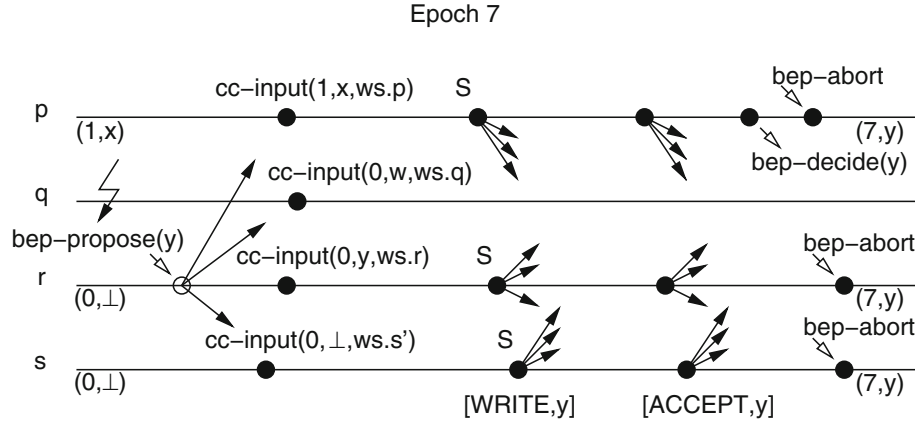 Epoch 7
cc−input(1,x,ws.p) S bep−abort
p
(1,x) (7,y)
bep−decide(y)
cc−input(0,w,ws.q)
q
bep−propose(y) cc−input(0,y,ws.r) S bep−abort
r
(0,⊥) (7,y)
cc−input(0,⊥,ws.s') S bep−abort
s
(0,⊥) (7,y)
[WRITE,y] [ACCEPT,y]